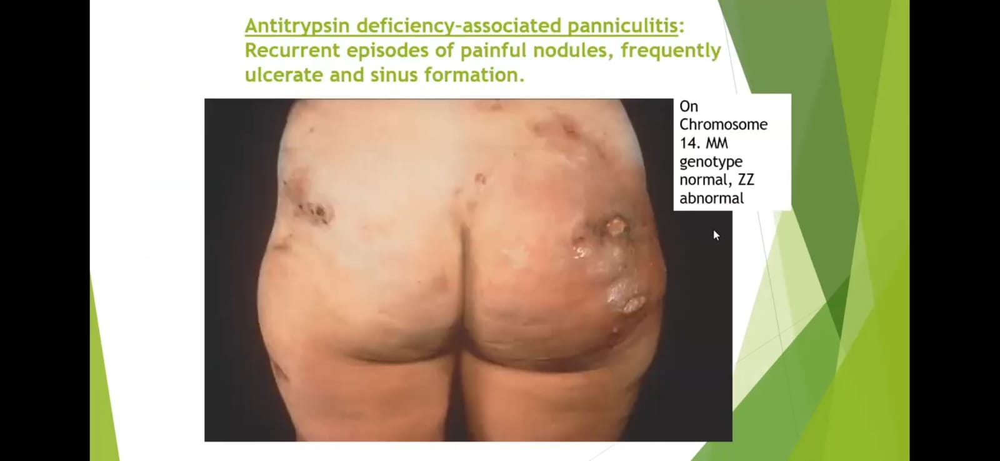 Antitrypsin deficiency-associated panniculitis:
Recurrent episodes of painful nodules, frequently
ulcerate and sinus formation.
On
Chromosome
14. MM
genotype
normal, ZZ
abnormal